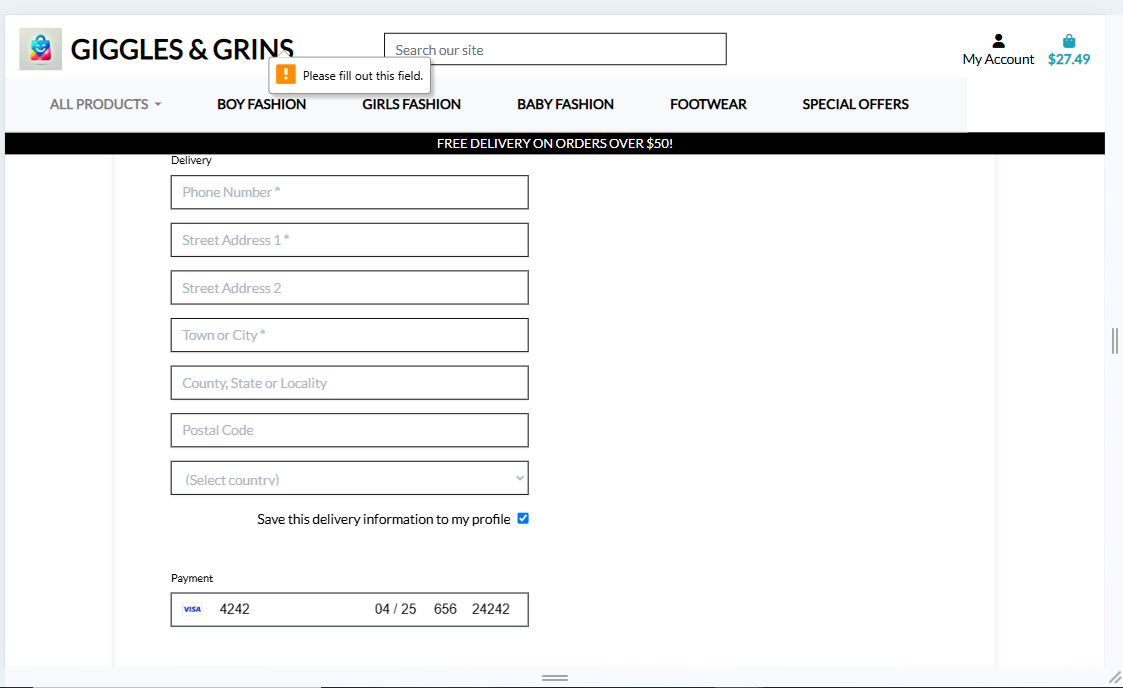 GIGGLES & GRINS
Search our site
My Account
$27.49
Please fill out this field.
ALL PRODUCTS
BOY FASHION
GIRLS FASHION
BABY FASHION
FOOTWEAR
SPECIAL OFFERS
FREE DELIVERY ON ORDERS OVER $50!
Delivery
Phone Number *
Street Address 1 *
Street Address 2
Town or City *
County, State or Locality
Postal Code
(Select country)
Save this delivery information to my profile
Payment
VISA 4242 04 / 25 656 24242